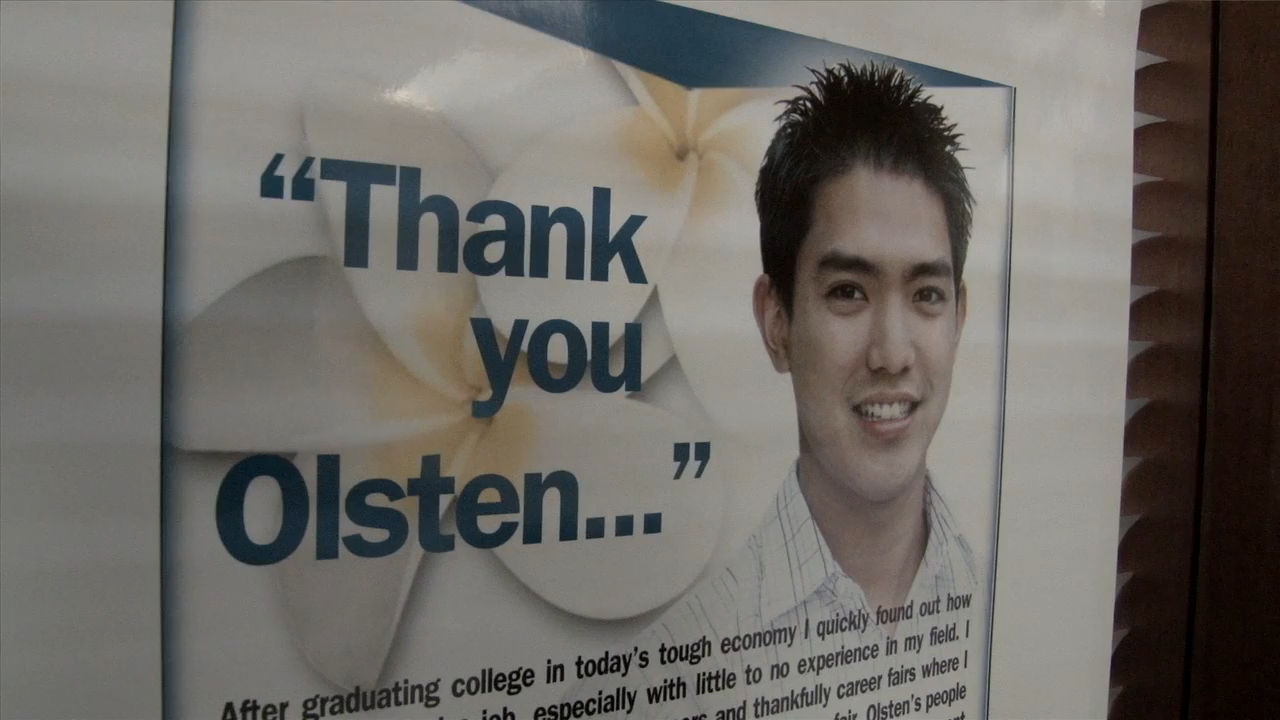 “Thank
you
Olsten...”
After graduating college in today's tough economy I quickly found out how
job, especially with little to no experience in my field. I
and thankfully career fairs where I
fair. Olsten's people